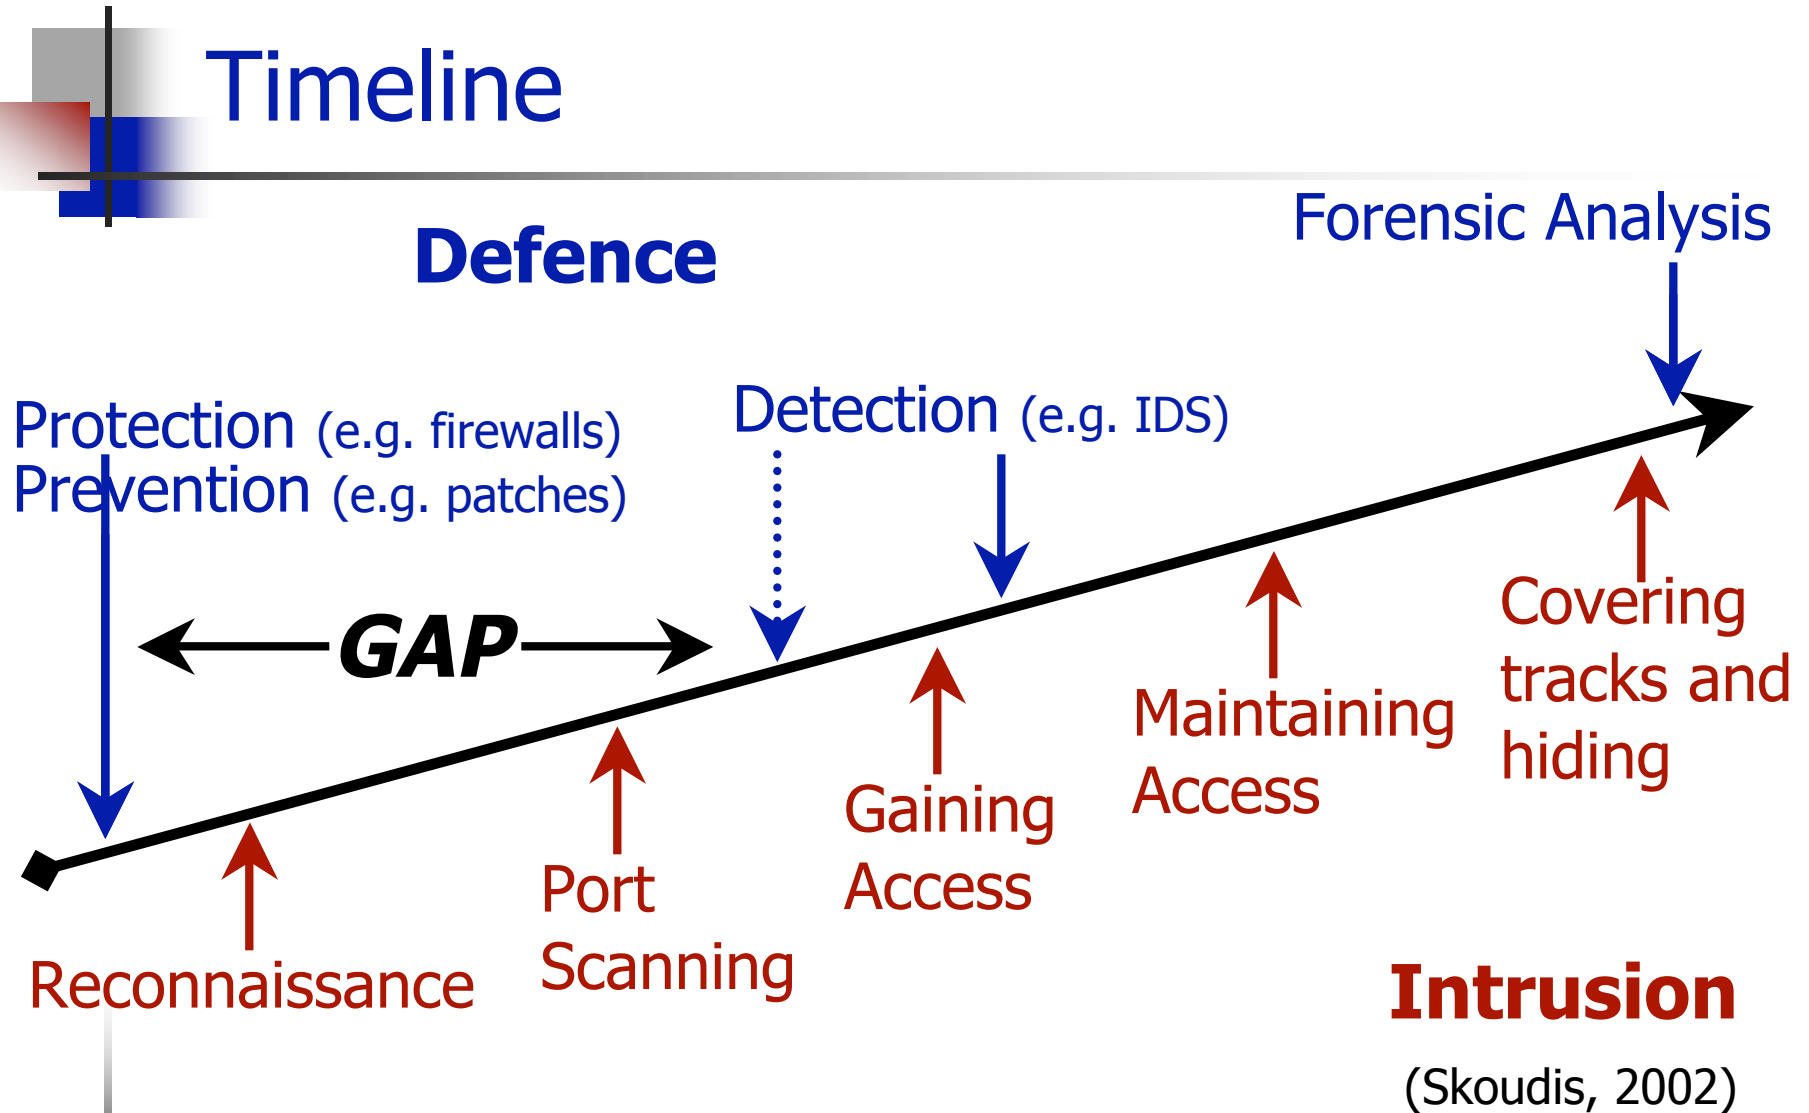 Timeline
Defence
Forensic Analysis
Protection (e.g. firewalls)
Prevention (e.g. patches)
Detection (e.g. IDS)
GAP
Reconnaissance
Port
Scanning
Gaining
Access
Maintaining
Access
Covering
tracks and
hiding
Intrusion
(Skoudis, 2002)